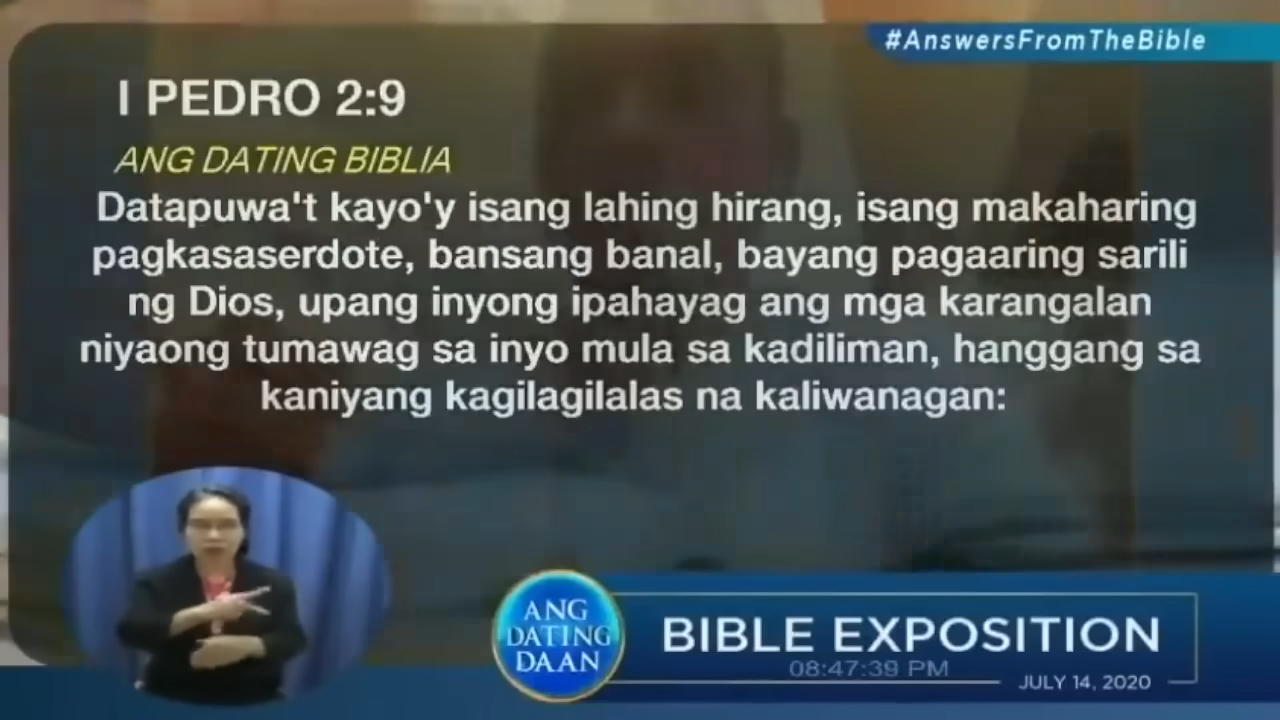 #AnswersFromTheBible
I PEDRO 2:9
ANG DATING BIBLIA
Datapuwa't kayo'y isang lahing hirang, isang makaharing
pagkasaserdote, bansang banal, bayang pagaaring sarili
ng Dios, upang inyong ipahayag ang mga karangalan
niyaong tumawag sa inyo mula sa kadiliman, hanggang sa
kaniyang kagilagilalas na kaliwanagan:
ANG
DATING
DAAN
BIBLE EXPOSITION
08:47:39 PM
JULY 14, 2020